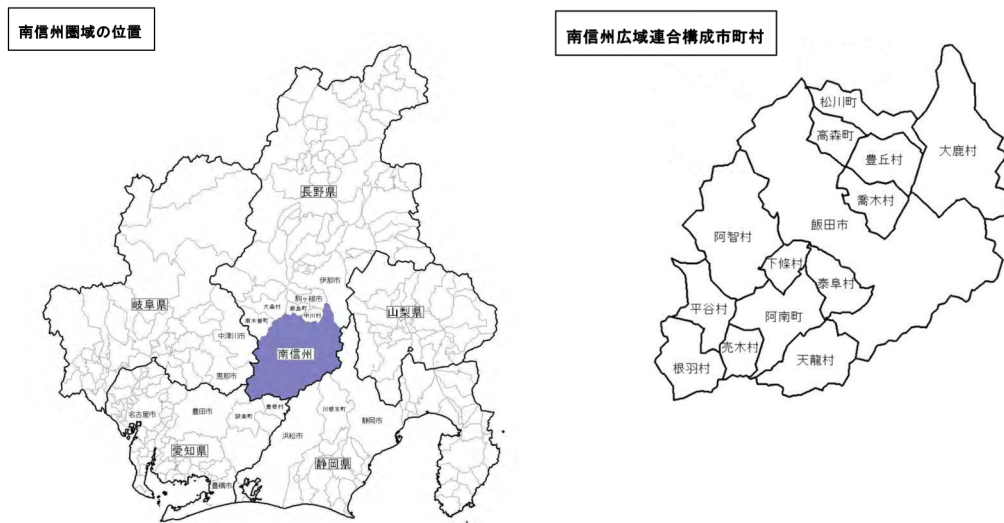 南信州圏域の位置
長野県
伊那市
駒ヶ根市
大桑村
飯島町
中川村
南木曽町
岐阜県
山梨県
中津川市
南信州
恵那市
名古屋市
豊田市
設楽町
豊根村
川根本町
静岡市
浜松市
愛知県
静岡県
豊橋市
南信州広域連合構成市町村
松川町
高森町
豊丘村
大鹿村
喬木村
飯田市
阿智村
下條村
泰阜村
平谷村
阿南町
売木村
天龍村
根羽村